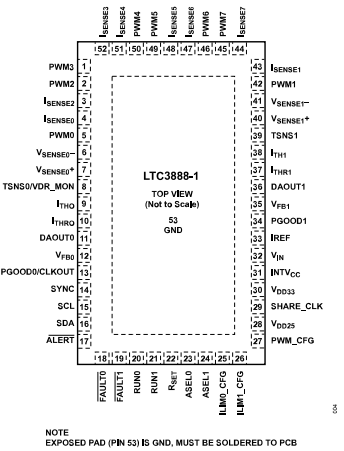 ISENSE3
ISENSE4
PWM4
PWM5
ISENSE5
ISENSE6
PWM6
PWM7
ISENSE7
52 51 50 49 48 47 46 45 44
PWM3 1
PWM2 2
ISENSE2 3
ISENSE0 4
PWM0 5
VSENSE0– 6
VSENSE0+ 7
TSNS0/VDR_MON 8
ITH0 9
ITHR0 10
DAOUT0 11
VFB0 12
PGOOD0/CLKOUT 13
SYNC 14
SCL 15
SDA 16
ALERT 17
LTC3888-1
TOP VIEW
(Not to Scale)
53
GND
43 ISENSE1
42 PWM1
41 VSENSE1–
40 VSENSE1+
39 TSNS1
38 ITH1
37 ITHR1
36 DAOUT1
35 VFB1
34 PGOOD1
33 IREF
32 VIN
31 INTVCC
30 VDD33
29 SHARE_CLK
28 VDD25
27 PWM_CFG
18 19 20 21 22 23 24 25 26
FAULT0
FAULT1
RUN0
RUN1
RSET
ASEL0
ASEL1
ILIM0_CFG
ILIM1_CFG
004
NOTE
EXPOSED PAD (PIN 53) IS GND, MUST BE SOLDERED TO PCB